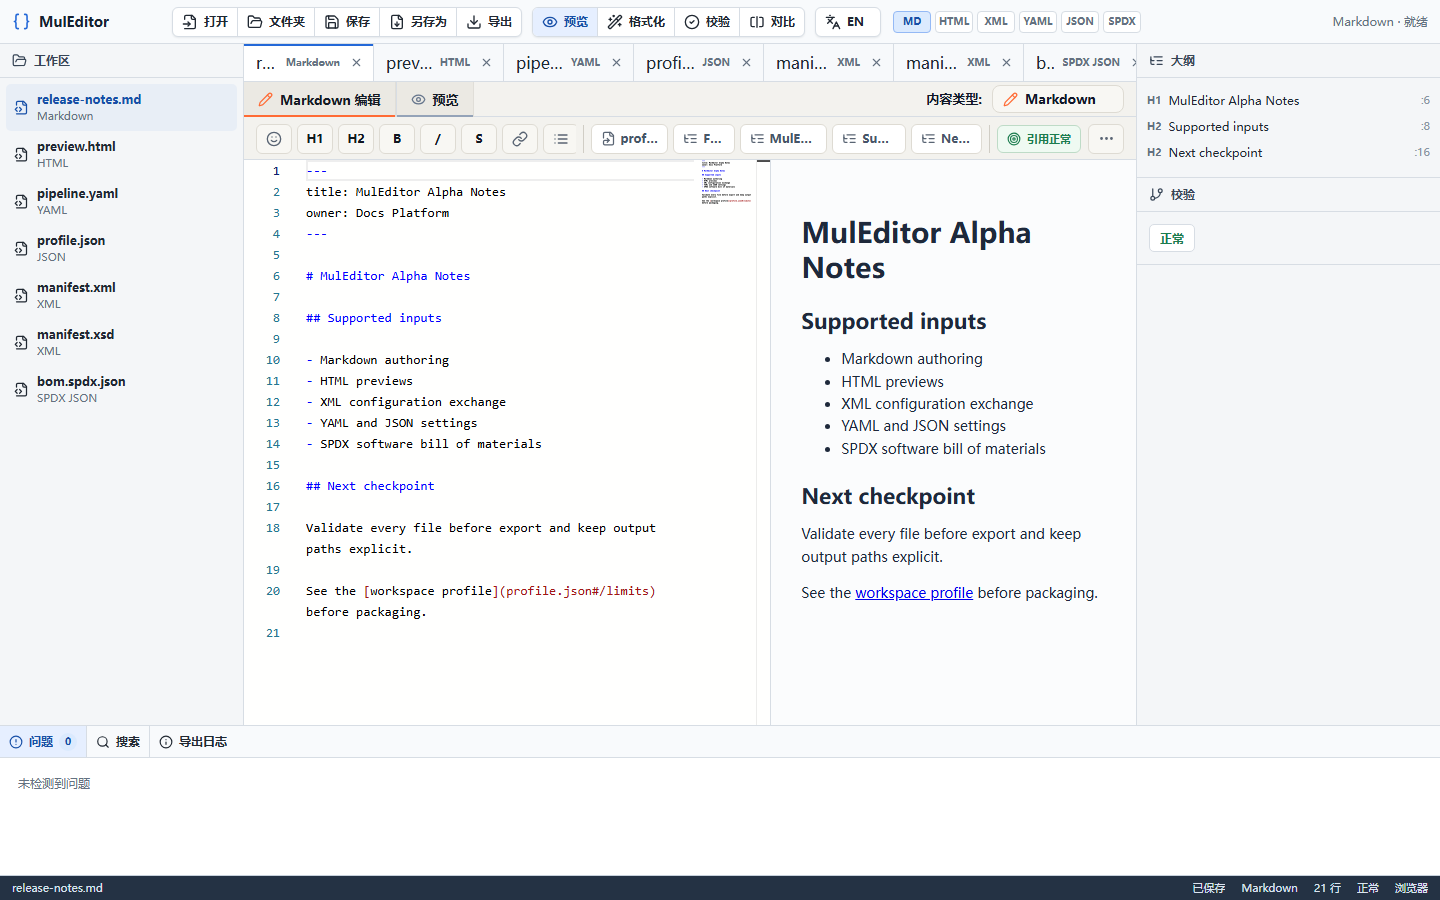 MulEditor
打开
文件夹
保存
另存为
导出
预览
格式化
校验
对比
EN
MD
HTML
XML
YAML
JSON
SPDX
Markdown · 就绪
工作区
release-notes.md
Markdown
preview.html
HTML
pipeline.yaml
YAML
profile.json
JSON
manifest.xml
XML
manifest.xsd
XML
bom.spdx.json
SPDX JSON
r... Markdown
prev... HTML
pipe... YAML
profi... JSON
mani... XML
mani... XML
b... SPDX JSON
Markdown 编辑
预览
内容类型:
Markdown
H1
H2
B
/
S
prof...
F...
MulE...
Su...
Ne...
引用正常
1 ---
2 title: MulEditor Alpha Notes
3 owner: Docs Platform
4 ---
5
6 # MulEditor Alpha Notes
7
8 ## Supported inputs
9
10 - Markdown authoring
11 - HTML previews
12 - XML configuration exchange
13 - YAML and JSON settings
14 - SPDX software bill of materials
15
16 ## Next checkpoint
17
18 Validate every file before export and keep output
paths explicit.
19
20 See the [workspace profile](profile.json#/limits)
before packaging.
21
MulEditor Alpha
Notes
Supported inputs
• Markdown authoring
• HTML previews
• XML configuration exchange
• YAML and JSON settings
• SPDX software bill of materials
Next checkpoint
Validate every file before export and keep
output paths explicit.
See the workspace profile before packaging.
大纲
H1 MulEditor Alpha Notes :6
H2 Supported inputs :8
H2 Next checkpoint :16
校验
正常
问题 0
搜索
导出日志
未检测到问题
release-notes.md
已保存
Markdown
21 行
正常
浏览器